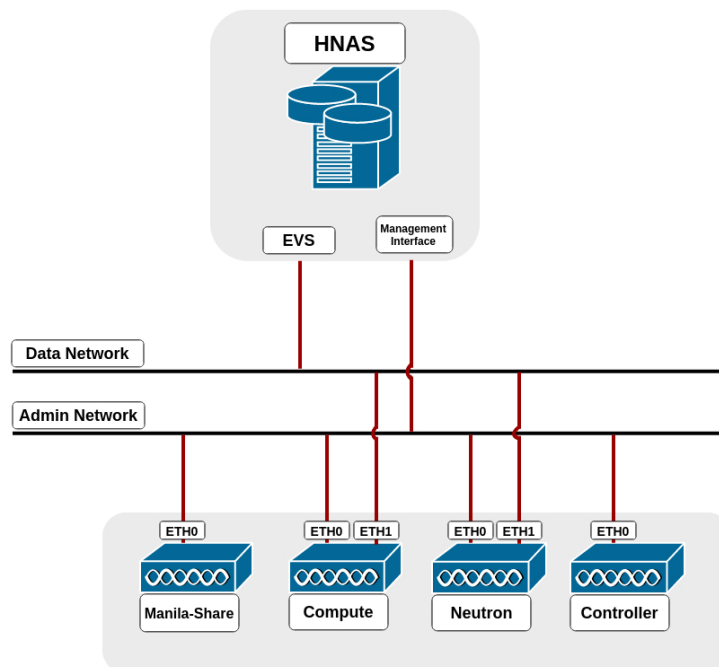 HNAS
EVS
Management
Interface
Data Network
Admin Network
ETH0
ETH0
ETH1
ETH0
ETH1
ETH0
Manila-Share
Compute
Neutron
Controller